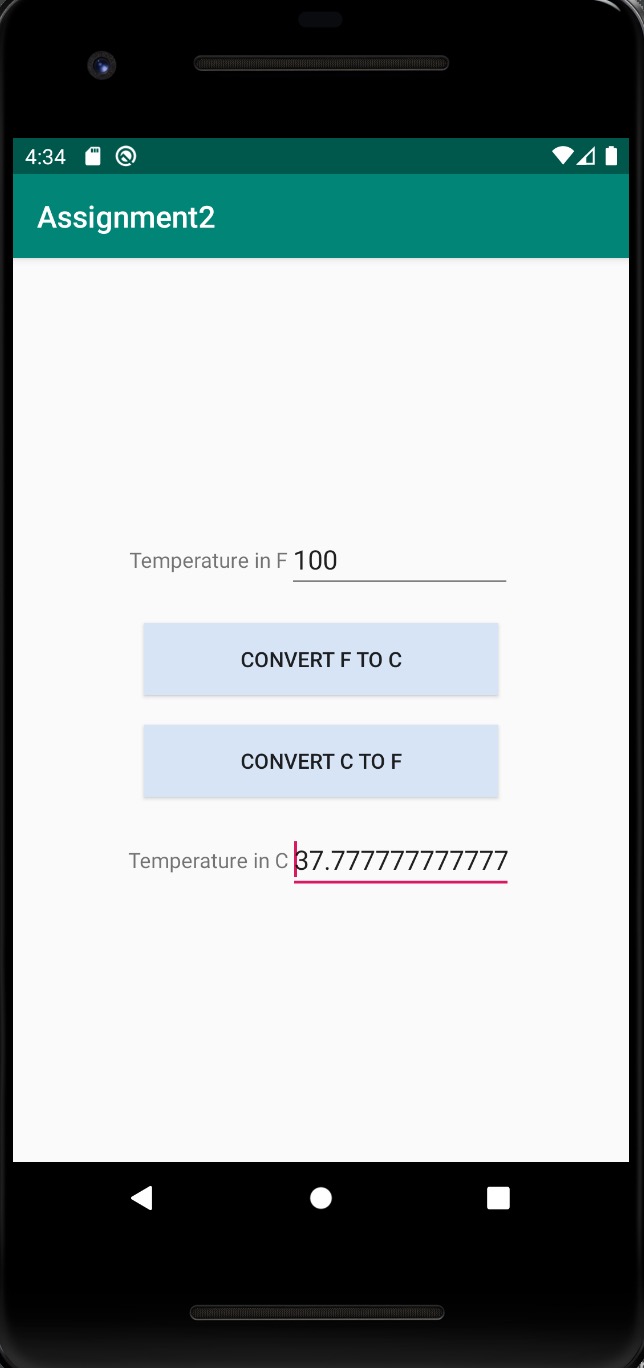 4:34
Assignment2
Temperature in F 100
CONVERT F TO C
CONVERT C TO F
Temperature in C 37.777777777777